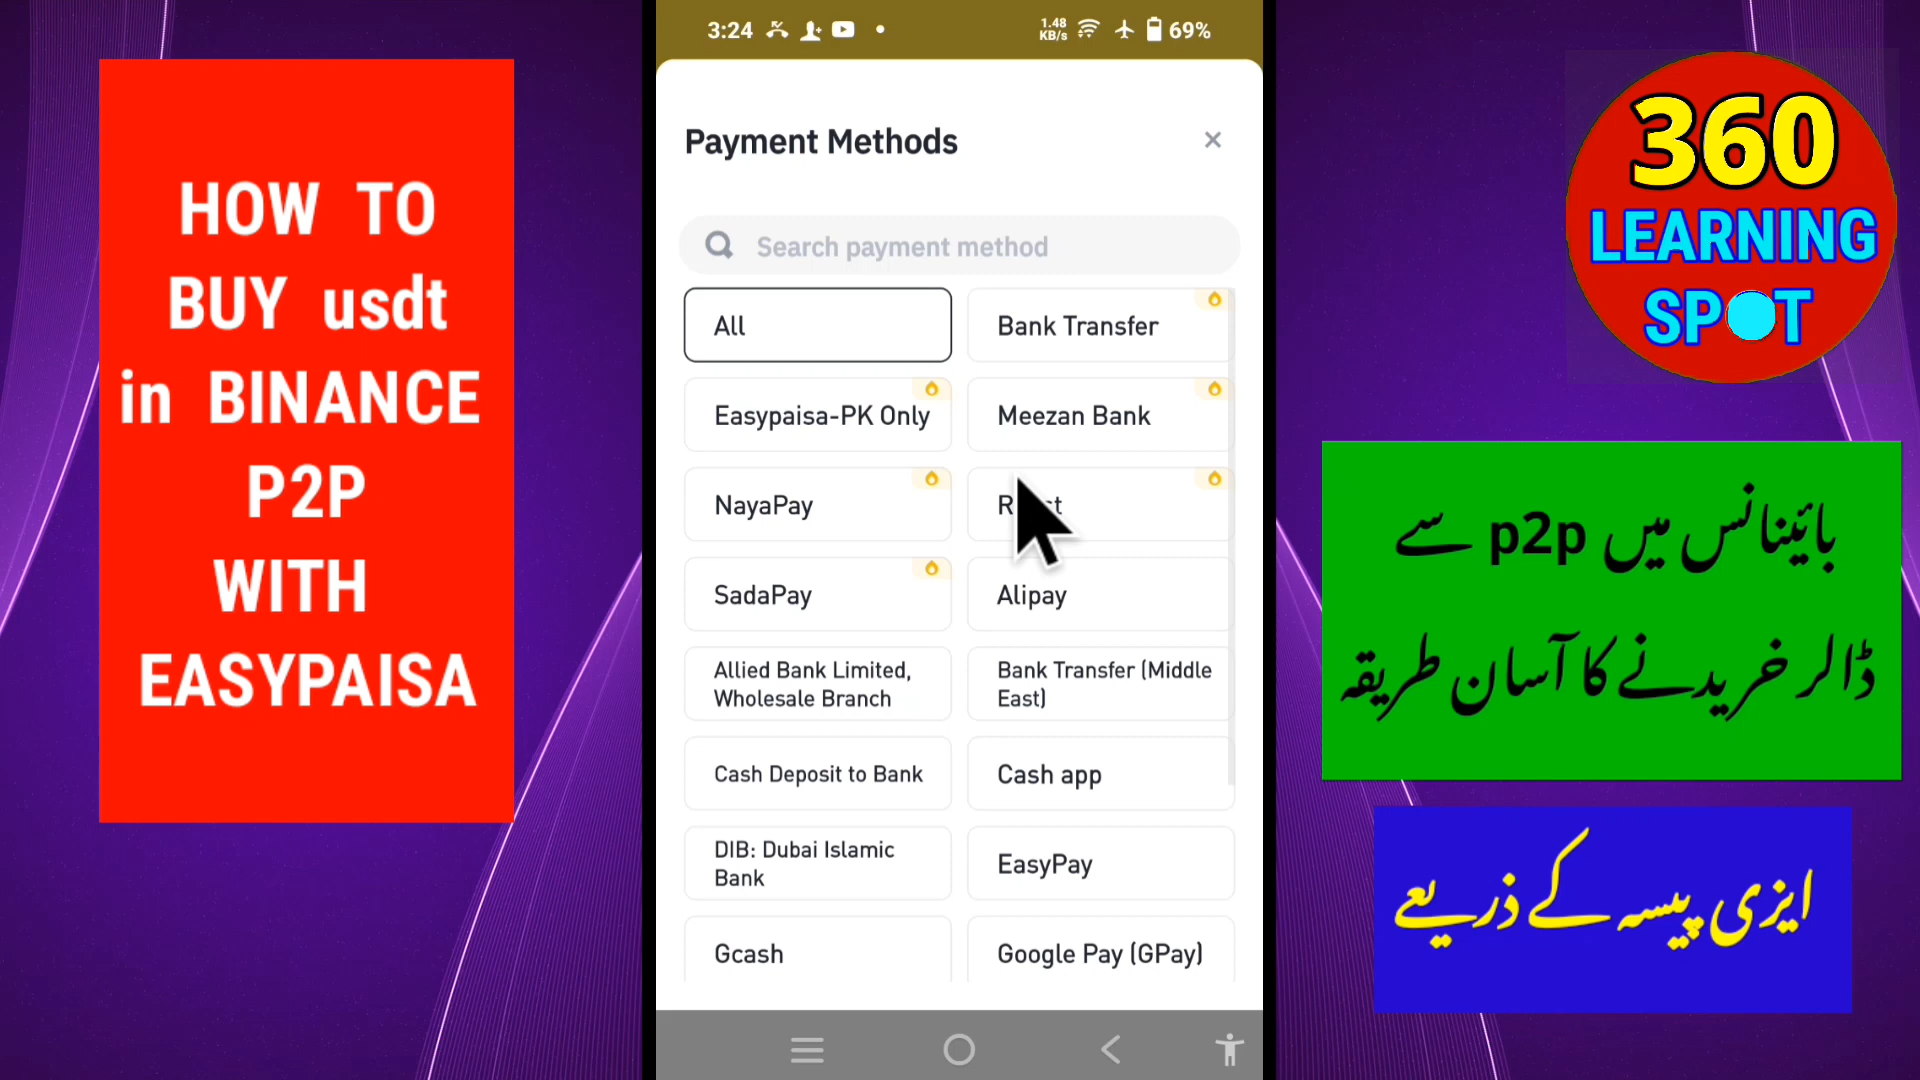 HOW TO
BUY usdt
in BINANCE
P2P
WITH
EASYPAISA
3:24
1.48
KB/s
69%
Payment Methods
Search payment method
All
Bank Transfer
Easypaisa-PK Only
Meezan Bank
NayaPay
SadaPay
Alipay
Allied Bank Limited,
Wholesale Branch
Bank Transfer (Middle
East)
Cash Deposit to Bank
Cash app
DIB: Dubai Islamic
Bank
EasyPay
Gcash
Google Pay (GPay)
360
LEARNING
SPOT
بائینانس میں p2p سے
ڈالر خریدنے کا آسان طریقہ
ایزی پیسہ کے ذریعے